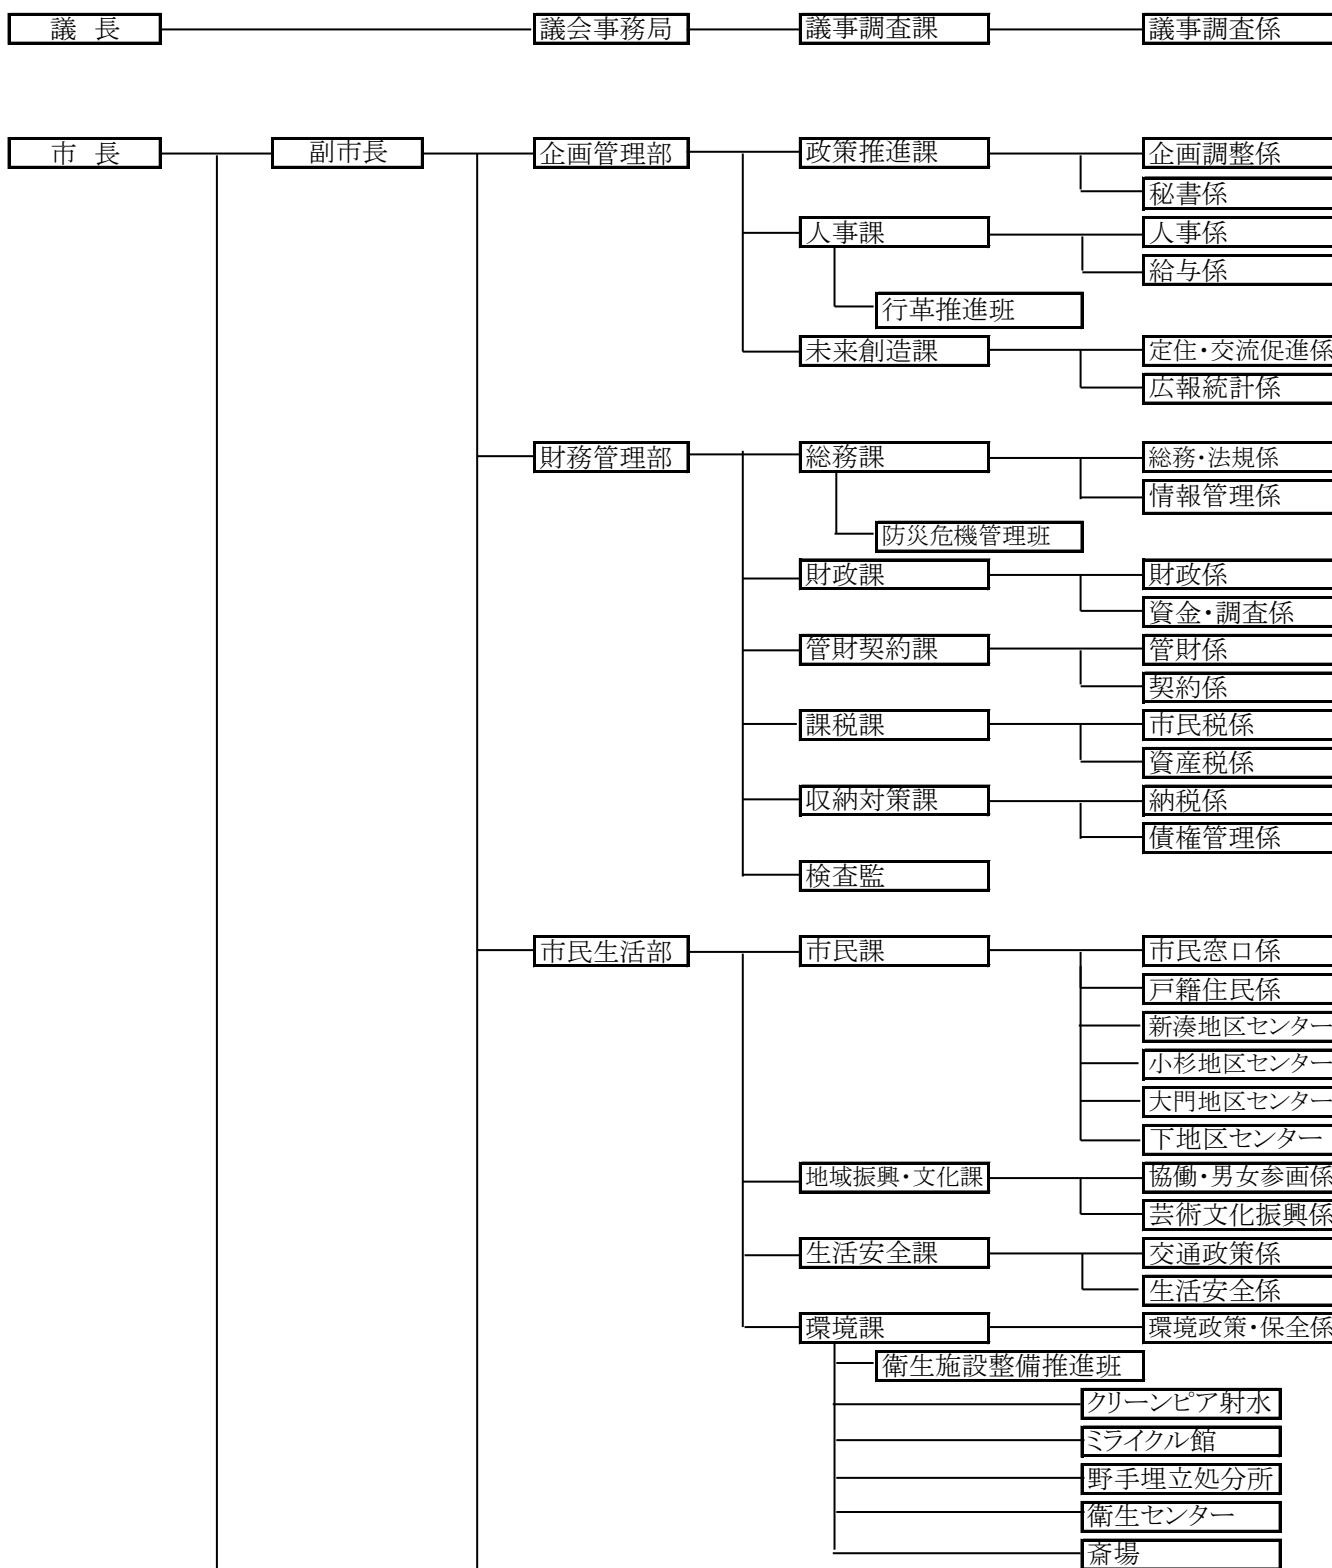 議 長 議会事務局 議事調査課 議事調査係
市 長 副市長 企画管理部 政策推進課 企画調整係
秘書係
人事課 人事係
給与係
行革推進班
未来創造課 定住・交流促進係
広報統計係
財務管理部 総務課 総務・法規係
情報管理係
防災危機管理班
財政課 財政係
資金・調査係
管財契約課 管財係
契約係
課税課 市民税係
資産税係
収納対策課 納税係
債権管理係
検査監
市民生活部 市民課 市民窓口係
戸籍住民係
新湊地区センター
小杉地区センター
大門地区センター
下地区センター
地域振興・文化課 協働・男女参画係
芸術文化振興係
生活安全課 交通政策係
生活安全係
環境課 環境政策・保全係
衛生施設整備推進班
クリーンピア射水
ミライクル館
野手埋立処分所
衛生センター
斎場